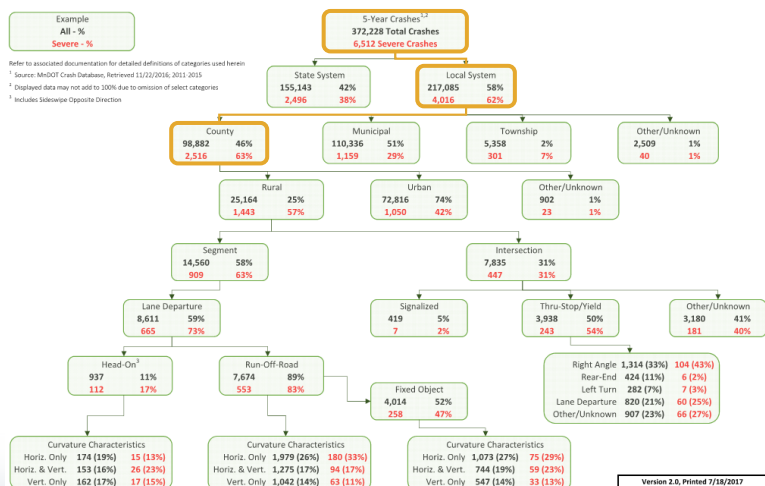 Example
All - %
Severe - %
5-Year Crashes1,2
372,228 Total Crashes
6,512 Severe Crashes
Refer to associated documentation for detailed definitions of categories used herein
1 Source: MnDOT Crash Database, Retrieved 11/22/2016; 2011-2015
2 Displayed data may not add to 100% due to omission of select categories
3 Includes Sideswipe Opposite Direction
State System
155,143 42%
2,496 38%
Local System
217,085 58%
4,016 62%
County
98,882 46%
2,516 63%
Municipal
110,336 51%
1,159 29%
Township
5,358 2%
301 7%
Other/Unknown
2,509 1%
40 1%
Rural
25,164 25%
1,443 57%
Urban
72,816 74%
1,050 42%
Other/Unknown
902 1%
23 1%
Segment
14,560 58%
909 63%
Intersection
7,835 31%
447 31%
Lane Departure
8,611 59%
665 73%
Signalized
419 5%
7 2%
Thru-Stop/Yield
3,938 50%
243 54%
Other/Unknown
3,180 41%
181 40%
Head-On3
937 11%
112 17%
Run-Off-Road
7,674 89%
553 83%
Fixed Object
4,014 52%
258 47%
Right Angle 1,314 (33%) 104 (43%)
Rear-End 424 (11%) 6 (2%)
Left Turn 282 (7%) 7 (3%)
Lane Departure 820 (21%) 60 (25%)
Other/Unknown 907 (23%) 66 (27%)
Curvature Characteristics
Horiz. Only 174 (19%) 15 (13%)
Horiz. & Vert. 153 (16%) 26 (23%)
Vert. Only 162 (17%) 17 (15%)
Curvature Characteristics
Horiz. Only 1,979 (26%) 180 (33%)
Horiz. & Vert. 1,275 (17%) 94 (17%)
Vert. Only 1,042 (14%) 63 (11%)
Curvature Characteristics
Horiz. Only 1,073 (27%) 75 (29%)
Horiz. & Vert. 744 (19%) 59 (23%)
Vert. Only 547 (14%) 33 (13%)
Version 2.0, Printed 7/18/2017